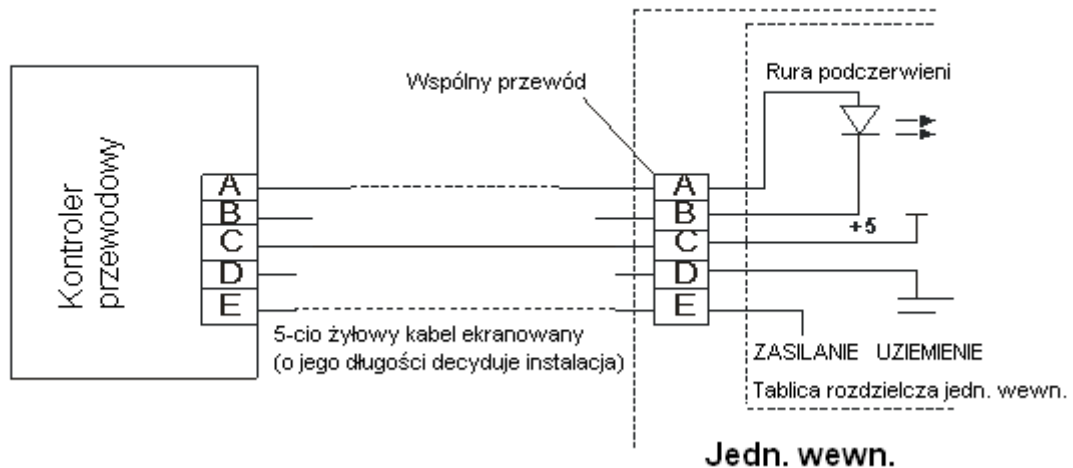 Wspólny przewód
Rura podczerwieni
Kontroler
przewodowy
A
B
C
D
E
A
B
C
D
E
+5
5-cio żyłowy kabel ekranowany
(o jego długości decyduje instalacja)
ZASILANIE UZIEMIENIE
Tablica rozdzielcza jedn. wewn.
Jedn. wewn.